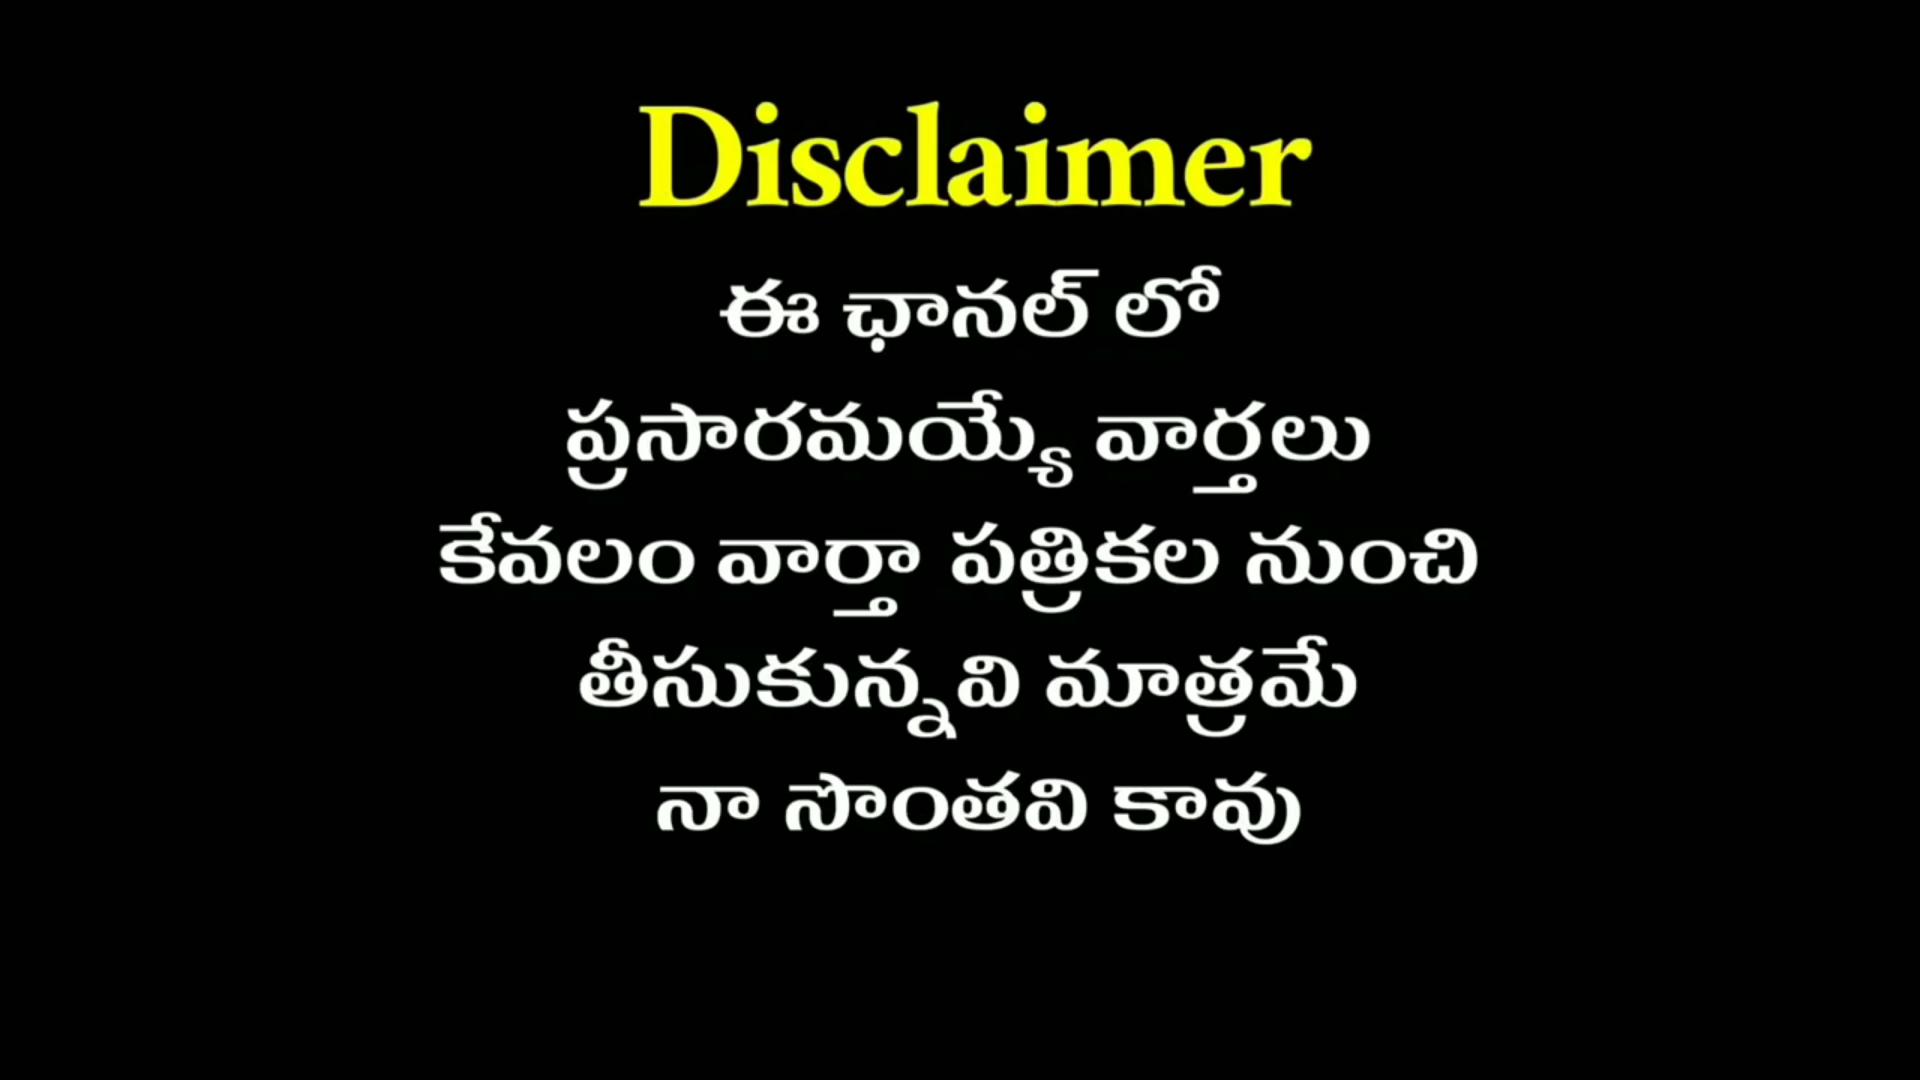 Disclaimer
ఈ ఛానల్ లో
ప్రసారమయ్యే వార్తలు
కేవలం వార్తా పత్రికల నుంచి
తీసుకున్నవి మాత్రమే
నా సొంతవి కావు